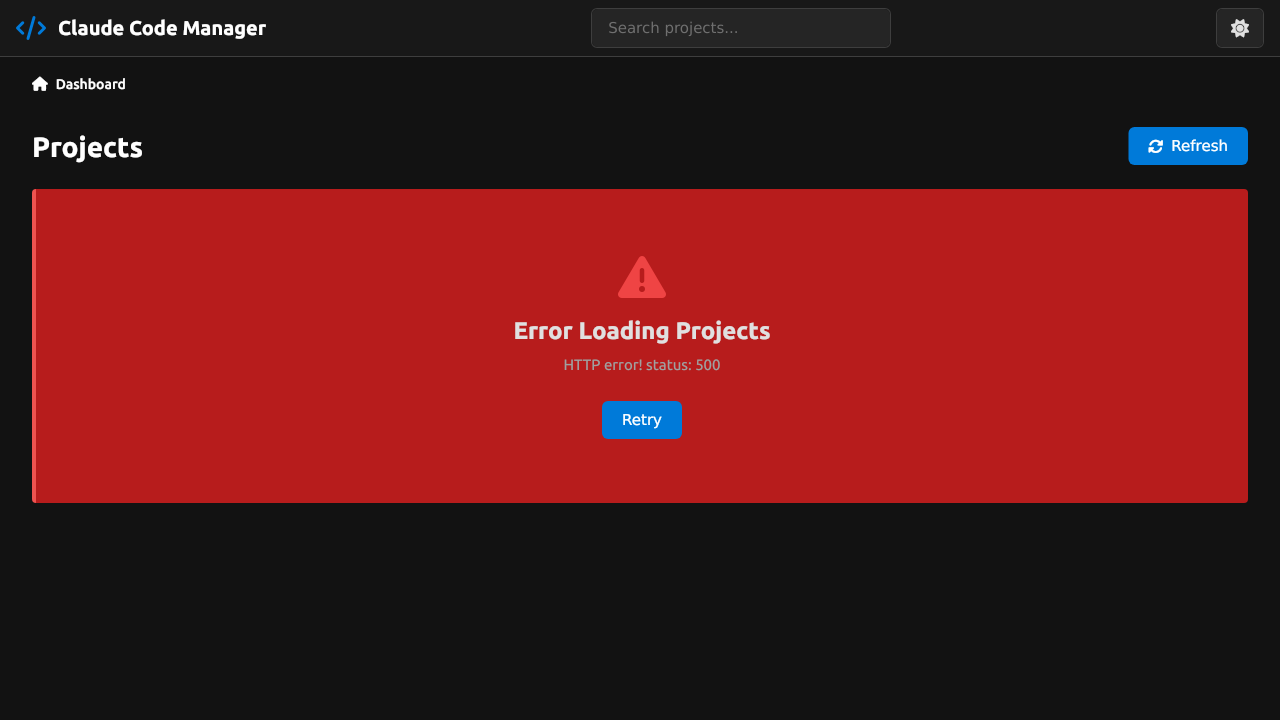 Claude Code Manager
Search projects...
Dashboard
Projects
Refresh
Error Loading Projects
HTTP error! status: 500
Retry